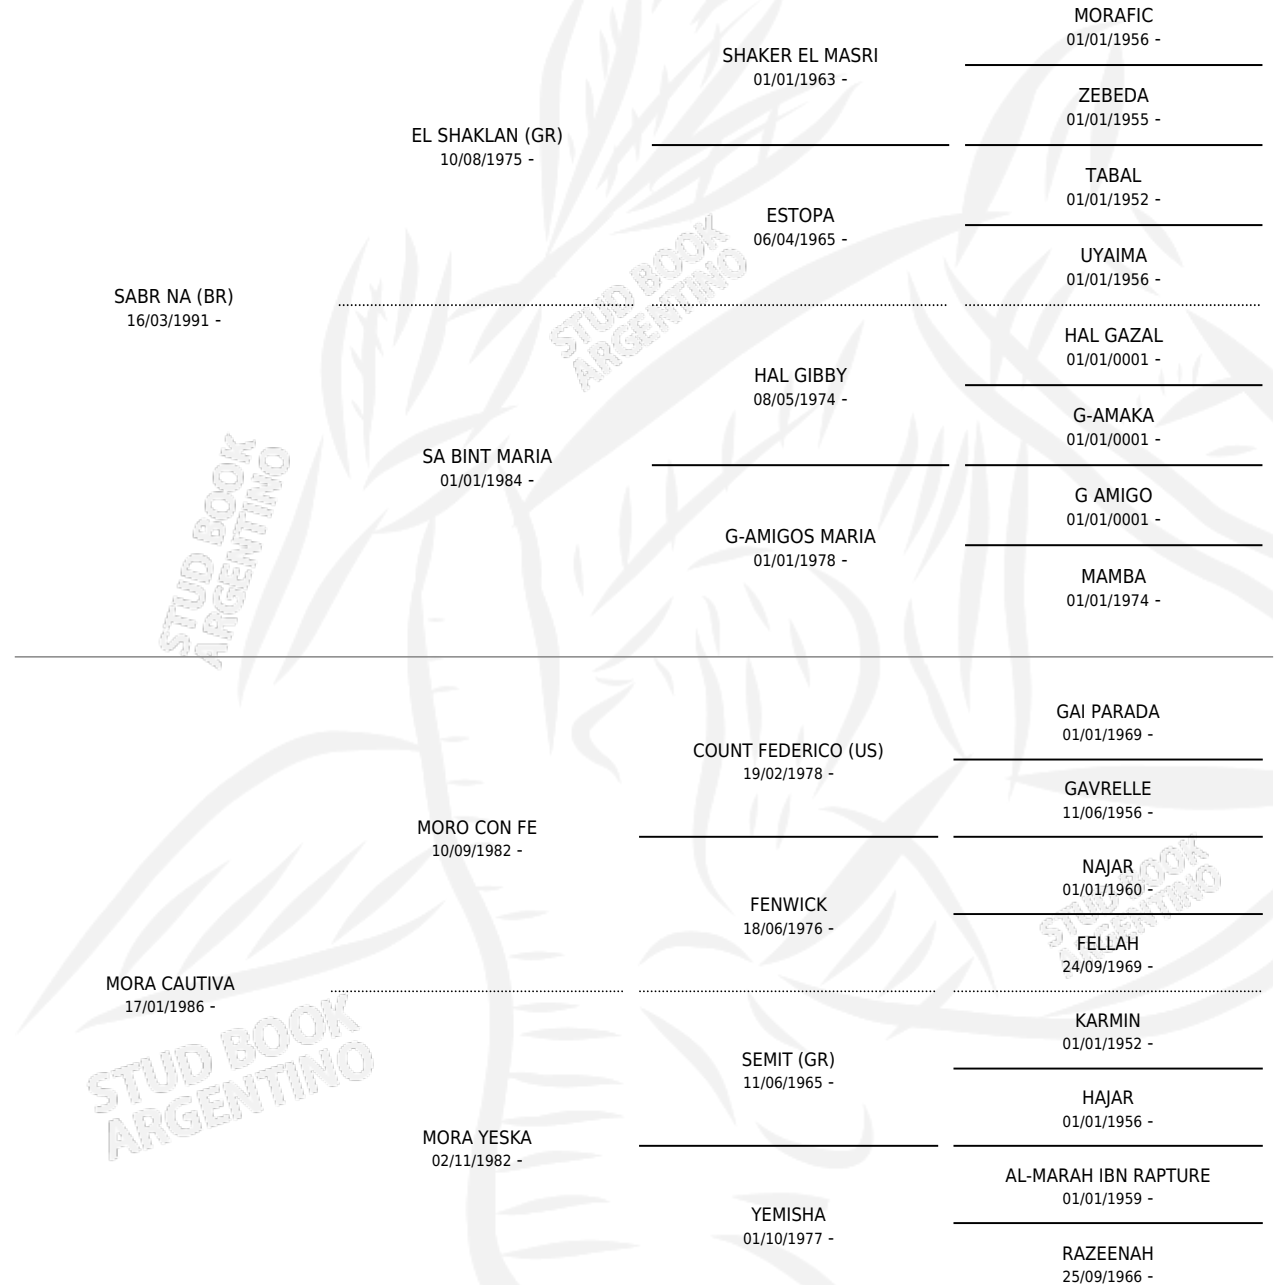 MORAFIC
01/01/1956 -
SHAKER EL MASRI
01/01/1963 -
ZEBEDA
01/01/1955 -
EL SHAKLAN (GR)
10/08/1975 -
TABAL
01/01/1952 -
ESTOPA
06/04/1965 -
UYAIMA
01/01/1956 -
SABR NA (BR)
16/03/1991 -
HAL GAZAL
01/01/0001 -
HAL GIBBY
08/05/1974 -
G-AMAKA
01/01/0001 -
SA BINT MARIA
01/01/1984 -
G AMIGO
01/01/0001 -
G-AMIGOS MARIA
01/01/1978 -
MAMBA
01/01/1974 -
GAI PARADA
01/01/1969 -
COUNT FEDERICO (US)
19/02/1978 -
GAVRELLE
11/06/1956 -
MORO CON FE
10/09/1982 -
NAJAR
01/01/1960 -
FENWICK
18/06/1976 -
FELLAH
24/09/1969 -
MORA CAUTIVA
17/01/1986 -
KARMIN
01/01/1952 -
SEMIT (GR)
11/06/1965 -
HAJAR
01/01/1956 -
MORA YESKA
02/11/1982 -
AL-MARAH IBN RAPTURE
01/01/1959 -
YEMISHA
01/10/1977 -
RAZEENAH
25/09/1966 -
STUD BOOK
ARGENTINO
STUD BOOK
ARGENTINO
STUD BOOK
ARGENTINO
STUD BOOK
ARGENTINO